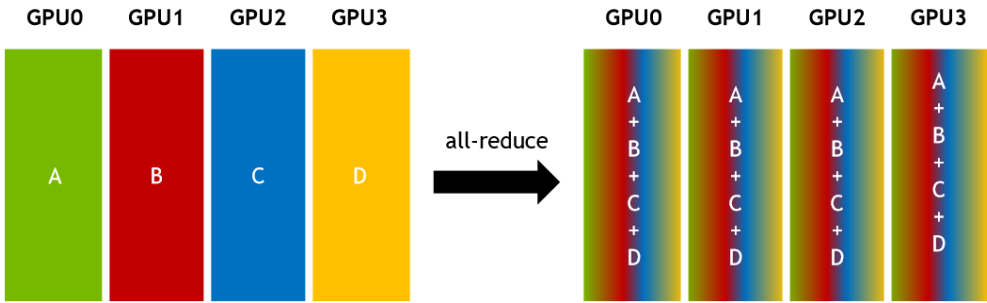 GPU0 GPU1 GPU2 GPU3
A B C D
all-reduce
GPU0 GPU1 GPU2 GPU3
A A A A
+ + + +
B B B B
+ + + +
C C C C
+ + + +
D D D D